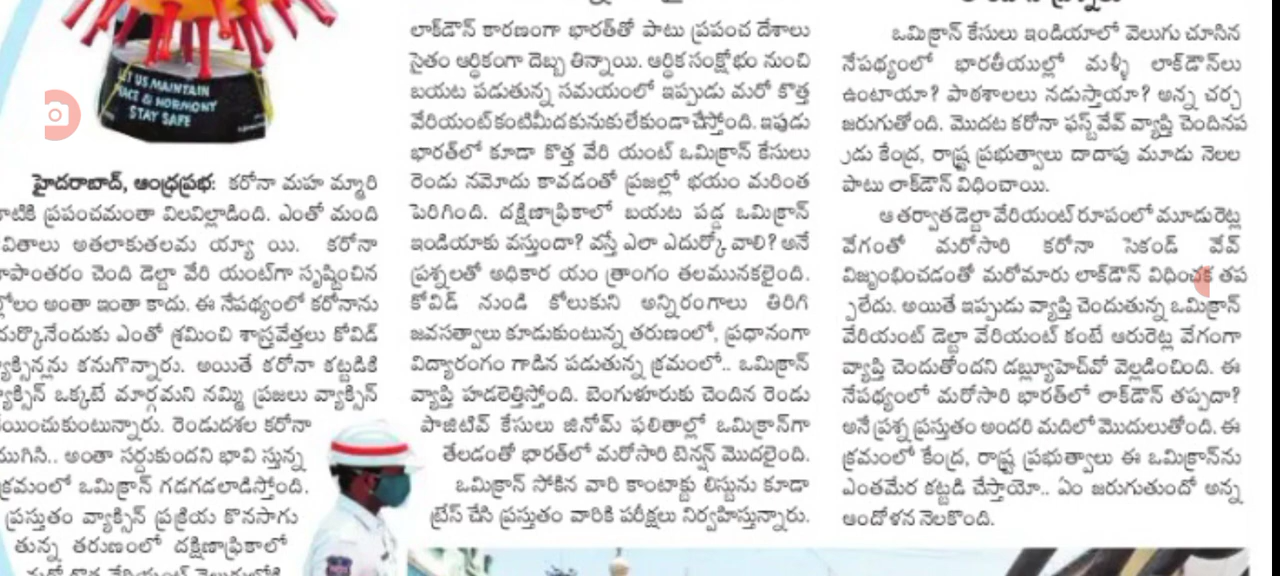 LET US MAINTAIN
STAY SAFE
హైదరాబాద్, ఆంధ్రప్రభ: కరోనా మహ మ్మారి
ప్రపంచమంతా విలవిల్లాడింది. ఎంతో మంది
అతలాకుతలమ య్యా యి. కరోనా
చెంది డెల్టా వేరి యంట్‌గా సృష్టించిన
అంతా ఇంతా కాదు. ఈ నేపథ్యంలో కరోనాను
ఎంతో శ్రమించి శాస్త్రవేత్తలు కోవిడ్
కనుగొన్నారు. అయితే కరోనా కట్టడికి
ఒక్కటే మార్గమని నమ్మి ప్రజలు వ్యాక్సిన్
రెండుదశల కరోనా
ముగిసి.. అంతా సర్దుకుందని భావి స్తున్న
క్రమంలో ఒమిక్రాన్ గడగడలాడిస్తోంది.
ప్రస్తుతం వ్యాక్సిన్ ప్రక్రియ కొనసాగు
తున్న తరుణంలో దక్షిణాఫ్రికాలో
లాక్‌డౌన్ కారణంగా భారత్‌తో పాటు ప్రపంచ దేశాలు
సైతం ఆర్థికంగా దెబ్బ తిన్నాయి. ఆర్థిక సంక్షోభం నుంచి
బయట పడుతున్న సమయంలో ఇప్పుడు మరో కొత్త
వేరియంట్ కంటిమీద కునుకు లేకుండా చేస్తోంది. ఇపుడు
భారత్‌లో కూడా కొత్త వేరి యంట్ ఒమిక్రాన్ కేసులు
రెండు నమోదు కావడంతో ప్రజల్లో భయం మరింత
పెరిగింది. దక్షిణాఫ్రికాలో బయట పడ్డ ఒమిక్రాన్
ఇండియాకు వస్తుందా? వస్తే ఎలా ఎదుర్కో వాలి? అనే
ప్రశ్నలతో అధికార యం త్రాంగం తలమునకలైంది.
కోవిడ్ నుండి కోలుకుని అన్నిరంగాలు తిరిగి
జవసత్వాలు కూడుకుంటున్న తరుణంలో, ప్రధానంగా
విద్యారంగం గాడిన పడుతున్న క్రమంలో.. ఒమిక్రాన్
వ్యాప్తి హడలెత్తిస్తోంది. బెంగుళూరుకు చెందిన రెండు
పాజిటివ్ కేసులు జీనోమ్ ఫలితాల్లో ఒమిక్రాన్‌గా
తేలడంతో భారత్‌లో మరోసారి టెన్షన్ మొదలైంది.
ఒమిక్రాన్ సోకిన వారి కాంటాక్టు లిస్టును కూడా
ట్రేస్ చేసి ప్రస్తుతం వారికి పరీక్షలు నిర్వహిస్తున్నారు.
ఒమిక్రాన్ కేసులు ఇండియాలో వెలుగు చూసిన
నేపథ్యంలో భారతీయుల్లో మళ్ళీ లాక్‌డౌన్‌లు
ఉంటాయా? పాఠశాలలు నడుస్తాయా? అన్న చర్చ
జరుగుతోంది. మొదట కరోనా ఫస్ట్‌వేవ్ వ్యాప్తి చెందినప
్పుడు కేంద్ర, రాష్ట్ర ప్రభుత్వాలు దాదాపు మూడు నెలల
పాటు లాక్‌డౌన్ విధించాయి.
ఆ తర్వాత డెల్టా వేరియంట్ రూపంలో మూడురెట్ల
వేగంతో మరోసారి కరోనా సెకండ్ వేవ్
విజృంభించడంతో మరోమారు లాక్‌డౌన్ విధించక తప
్పలేదు. అయితే ఇప్పుడు వ్యాప్తి చెందుతున్న ఒమిక్రాన్
వేరియంట్ డెల్టా వేరియంట్ కంటే ఆరురెట్ల వేగంగా
వ్యాప్తి చెందుతోందని డబ్ల్యూహెచ్‌వో వెల్లడించింది. ఈ
నేపథ్యంలో మరోసారి భారత్‌లో లాక్‌డౌన్ తప్పదా?
అనే ప్రశ్న ప్రస్తుతం అందరి మదిలో మొదులుతోంది. ఈ
క్రమంలో కేంద్ర, రాష్ట్ర ప్రభుత్వాలు ఈ ఒమిక్రాన్‌ను
ఎంతమేర కట్టడి చేస్తాయో.. ఏం జరుగుతుందో అన్న
ఆందోళన నెలకొంది.